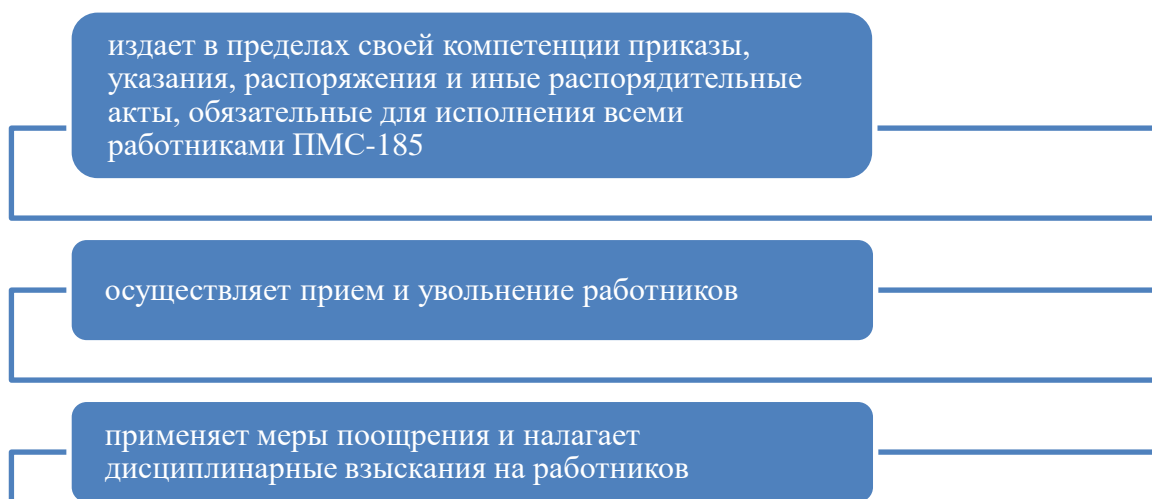 издает в пределах своей компетенции приказы,
указания, распоряжения и иные распорядительные
акты, обязательные для исполнения всеми
работниками ПМС-185
осуществляет прием и увольнение работников
применяет меры поощрения и налагает
дисциплинарные взыскания на работников